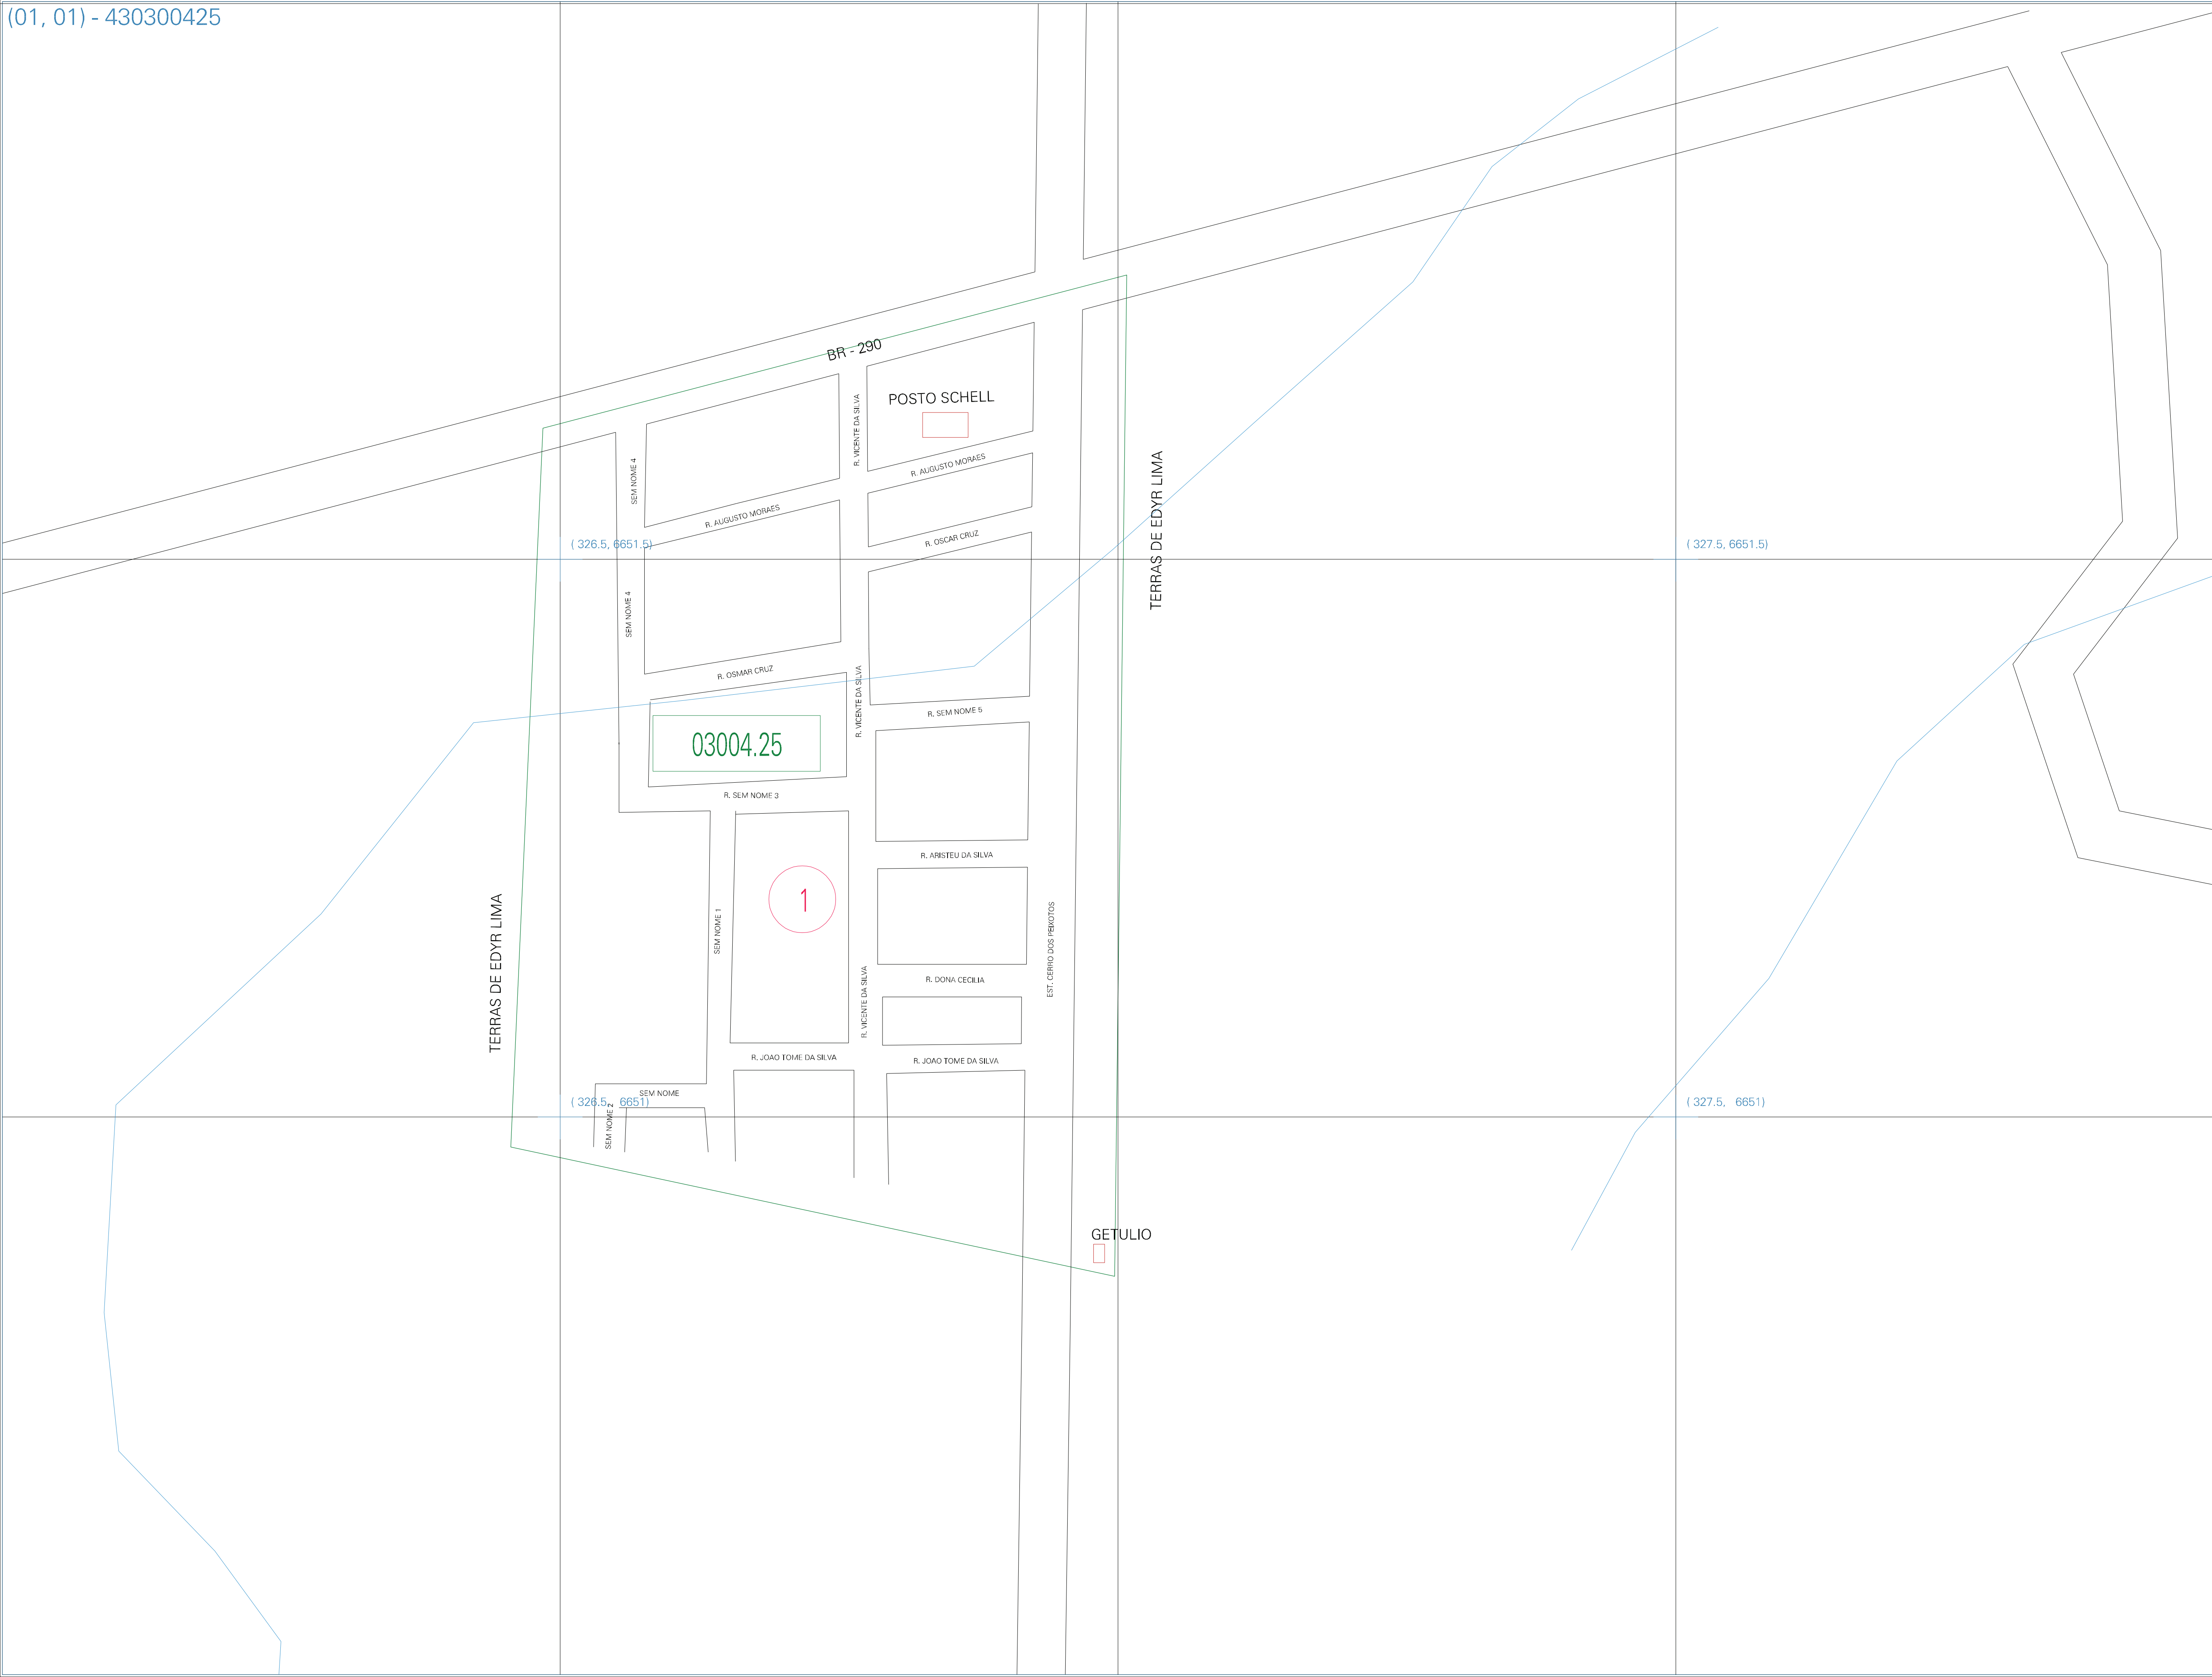 (01, 01) - 430300425
BR - 290
POSTO SCHELL
R. VICENTE DA SILVA
SEM NOME 4
R. AUGUSTO MORAES
R. AUGUSTO MORAES
TERRAS DE EDYR LIMA
R. OSCAR CRUZ
( 326.5, 6651.5)
( 327.5, 6651.5)
SEM NOME 4
R. OSMAR CRUZ
R. VICENTE DA SILVA
R. SEM NOME 5
03004.25
R. SEM NOME 3
R. ARISTEU DA SILVA
1
SEM NOME 1
TERRAS DE EDYR LIMA
EST. CERRO DOS PEIXOTOS
R. DONA CECILIA
R. VICENTE DA SILVA
R. JOAO TOME DA SILVA
R. JOAO TOME DA SILVA
SEM NOME
( 326.5, 6651)
( 327.5, 6651)
SEM NOME 2
GETULIO